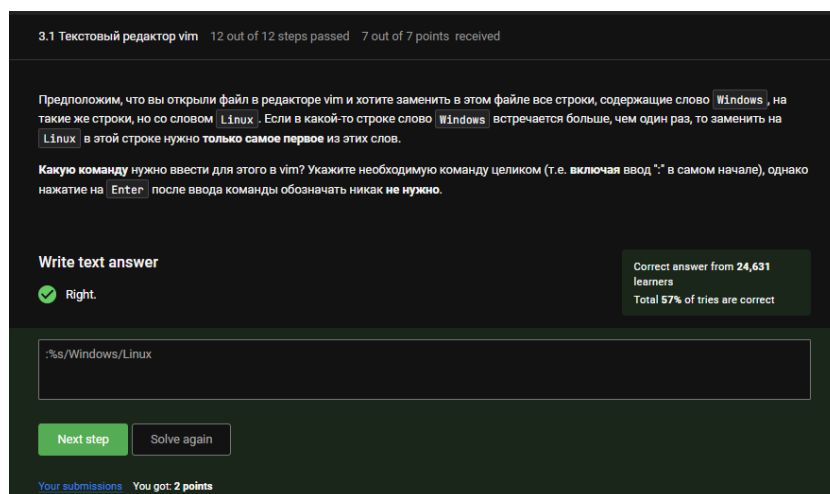 3.1 Текстовый редактор vim 12 out of 12 steps passed 7 out of 7 points received
Предположим, что вы открыли файл в редакторе vim и хотите заменить в этом файле все строки, содержащие слово Windows, на
такие же строки, но со словом Linux. Если в какой-то строке слово Windows встречается больше, чем один раз, то заменить на
Linux в этой строке нужно только самое первое из этих слов.
Какую команду нужно ввести для этого в vim? Укажите необходимую команду целиком (т.е. включая ввод ":" в самом начале), однако
нажатие на Enter после ввода команды обозначать никак не нужно.
Write text answer
Correct answer from 24,631
learners
Total 57% of tries are correct
Right.
:%s/Windows/Linux
Next step Solve again
Your submissions You got: 2 points